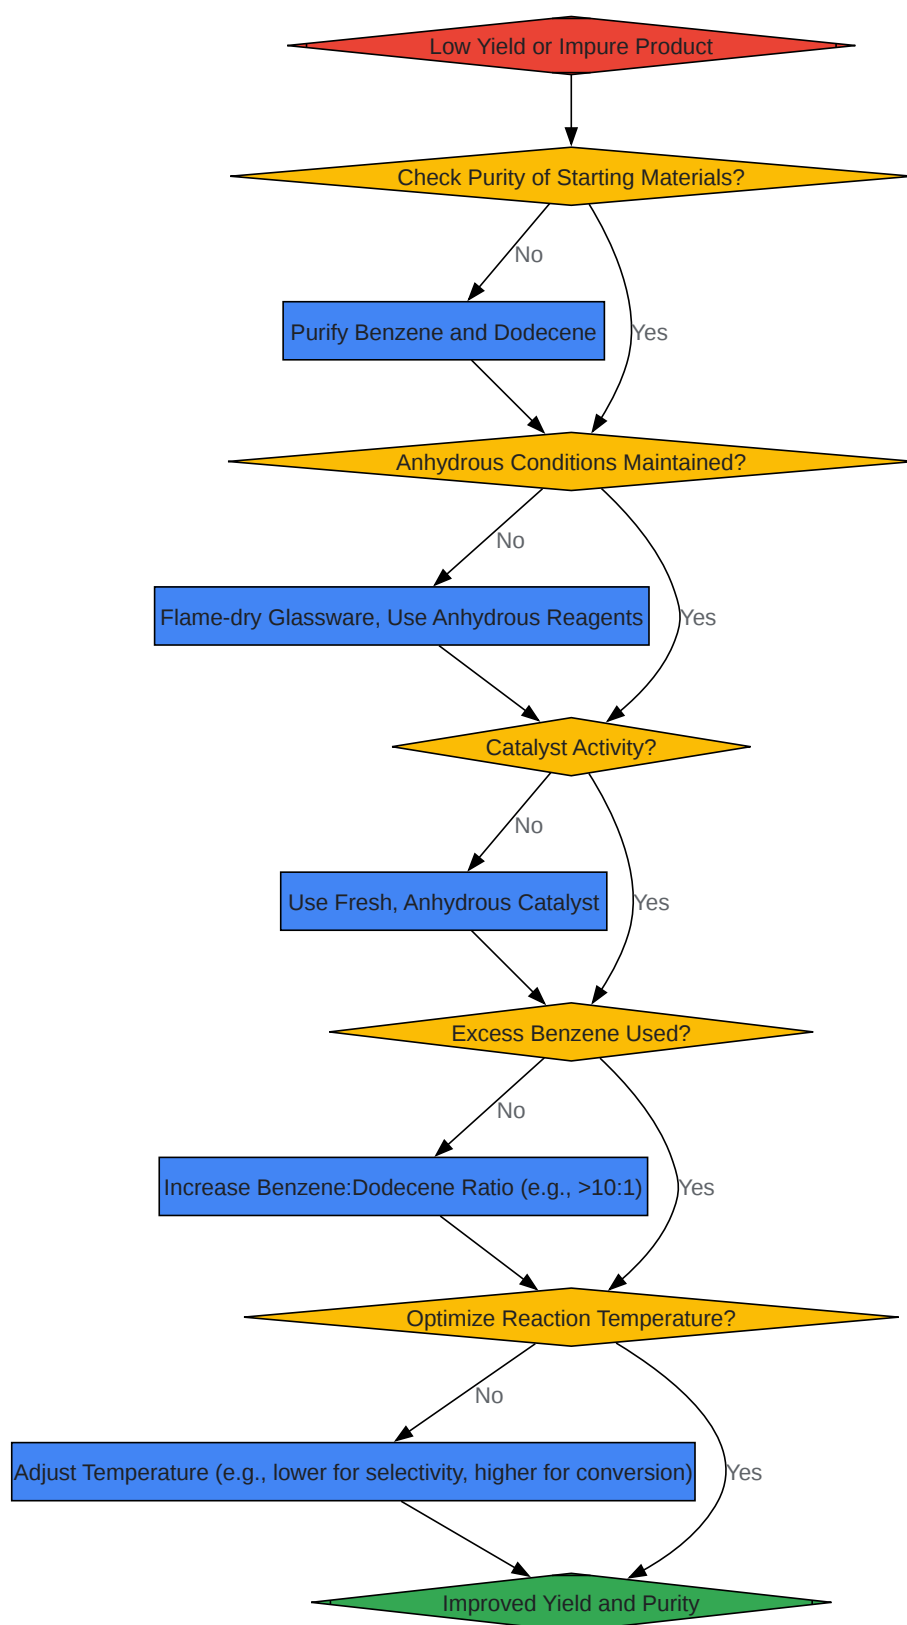 Low Yield or Impure Product
Check Purity of Starting Materials?
No
Purify Benzene and Dodecene
Yes
Anhydrous Conditions Maintained?
No
Flame-dry Glassware, Use Anhydrous Reagents
Yes
Catalyst Activity?
No
Use Fresh, Anhydrous Catalyst
Yes
Excess Benzene Used?
No
Increase Benzene:Dodecene Ratio (e.g., >10:1)
Yes
Optimize Reaction Temperature?
No
Adjust Temperature (e.g., lower for selectivity, higher for conversion)
Yes
Improved Yield and Purity